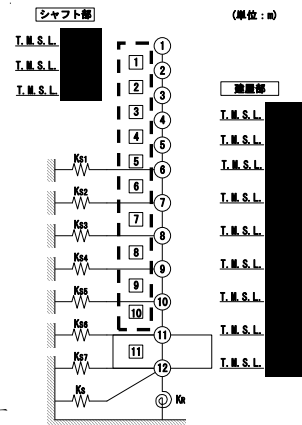 シャフト部
(単位:m)
T.M.S.L.
T.M.S.L.
T.M.S.L.
建屋部
T.M.S.L.
T.M.S.L.
T.M.S.L.
T.M.S.L.
T.M.S.L.
T.M.S.L.
T.M.S.L.
T.M.S.L.
T.M.S.L.
1
1
2
2
3
3
4
4
5
5
6
KS1
6
7
KS2
7
8
KS3
8
9
KS4
9
10
KS5
10
11
KS6
11
12
KS7
KS
KR